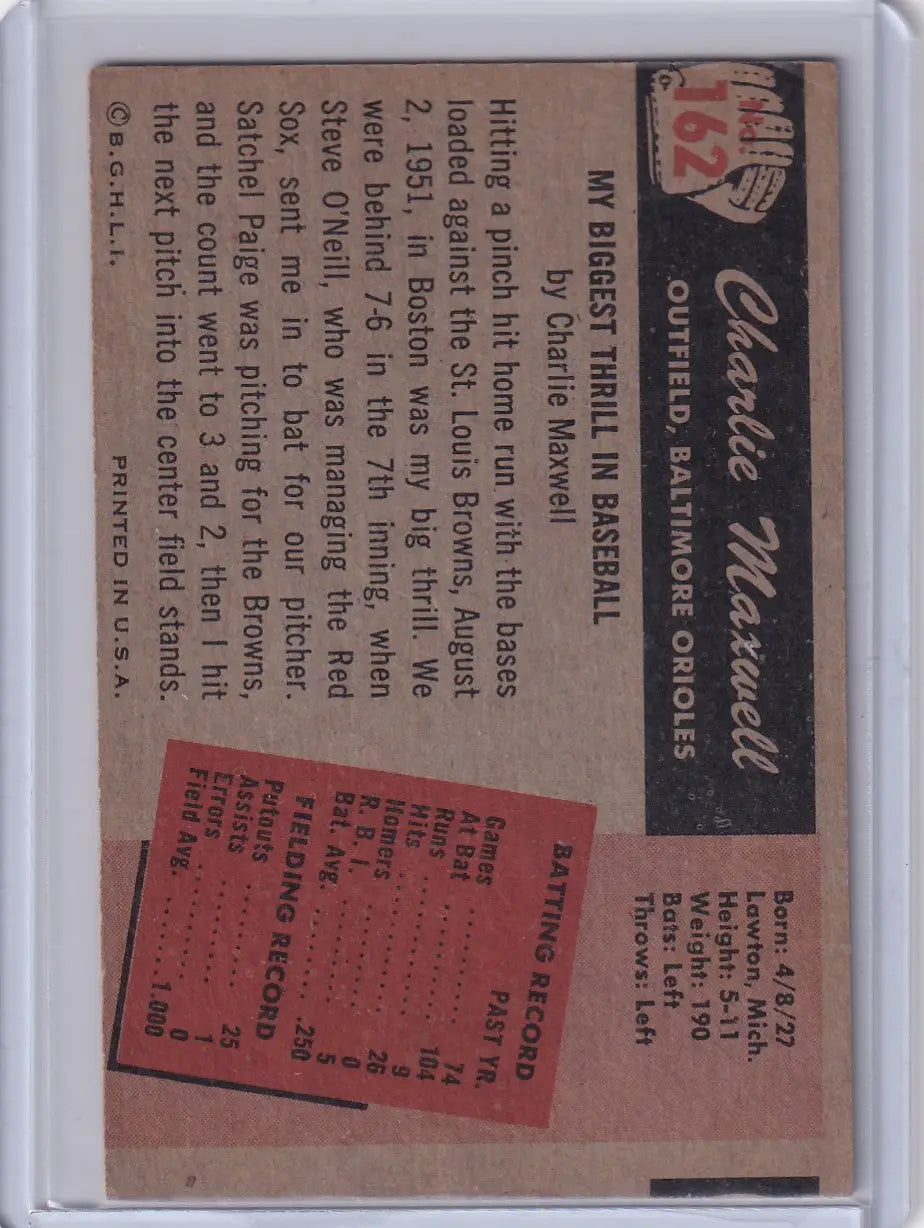 No. 162
Charlie Maxwell
OUTFIELD, BALTIMORE ORIOLES
Born: 4/8/27
Lawton, Mich.
Height: 5-11
Weight: 190
Bats: Left
Throws: Left
MY BIGGEST THRILL IN BASEBALL
by Charlie Maxwell
Hitting a pinch hit home run with the bases
loaded against the St. Louis Browns, August
2, 1951, in Boston was my big thrill. We
were behind 7-6 in the 7th inning, when
Steve O'Neill, who was managing the Red
Sox, sent me in to bat for our pitcher.
Satchel Paige was pitching for the Browns,
and the count went to 3 and 2, then I hit
the next pitch into the center field stands.
© B.G.H.L.I. PRINTED IN U.S.A.
BATTING RECORD
PAST YR.
Games ......... 74
At Bat ......... 104
Runs ......... 9
Hits ......... 26
Homers ......... 0
R. B. I. ......... 5
Bat. Avg. ......... .250
FIELDING RECORD
Putouts ......... 25
Assists ......... 1
Errors ......... 0
Field Avg. ......... 1.000